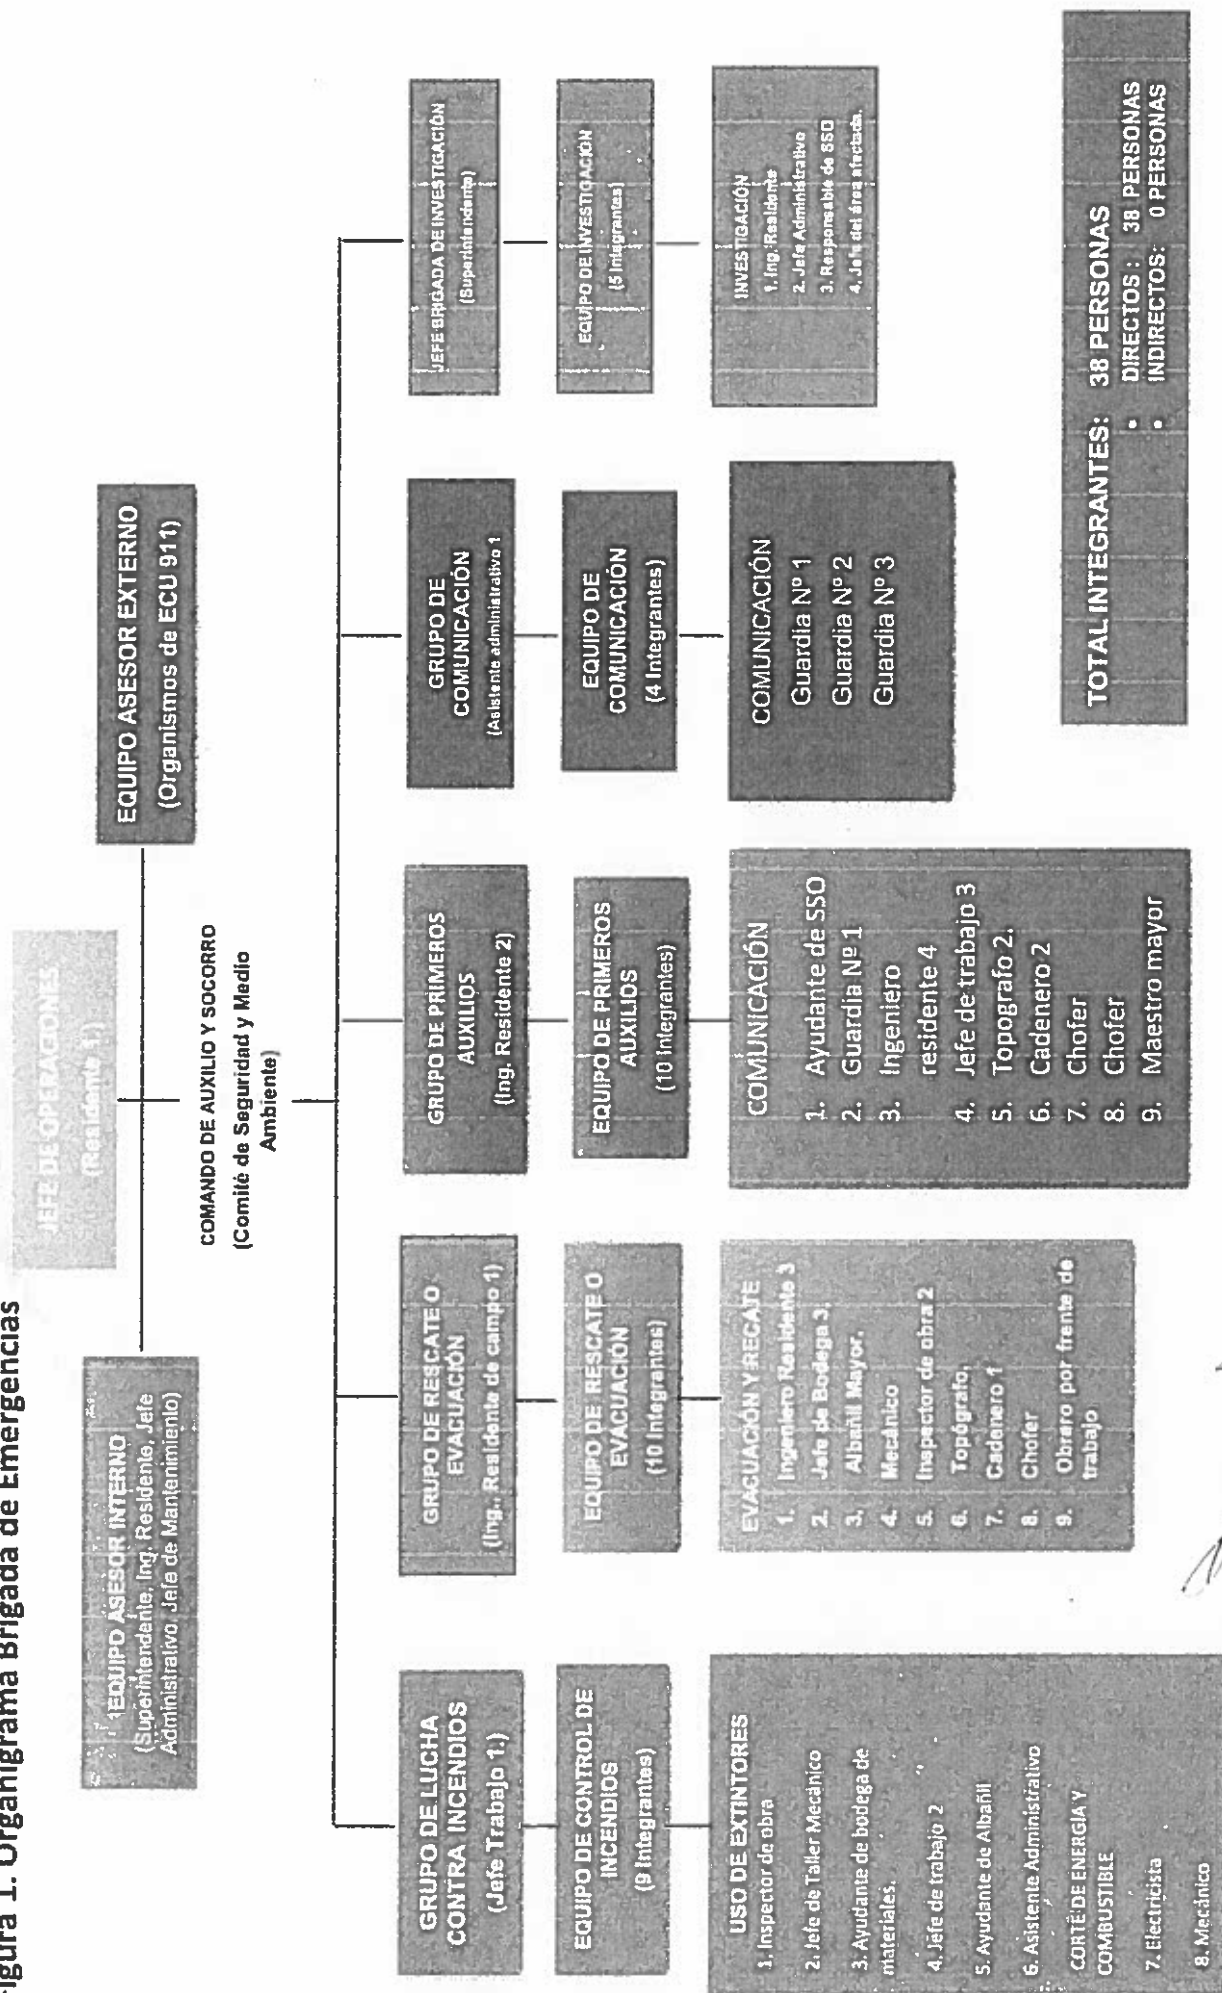 Figura 1. Organigrama Brigada de Emergencias
JEFE DE OPERACIONES
(Residente 1.)
EQUIPO ASESOR INTERNO
(Superintendente, Ing. Residente, Jefe
Administrativo, Jefe de Mantenimiento)
EQUIPO ASESOR EXTERNO
(Organismos de ECU 911)
COMANDO DE AUXILIO Y SOCORRO
(Comité de Seguridad y Medio
Ambiente)
GRUPO DE LUCHA
CONTRA INCENDIOS
(Jefe Trabajo 1.)
EQUIPO DE CONTROL DE
INCENDIOS
(9 Integrantes)
USO DE EXTINTORES
1. Inspector de obra
2. Jefe de Taller Mecánico
3. Ayudante de bodega de
materiales.
4. Jefe de trabajo 2
5. Ayudante de Albañil
6. Asistente Administrativo
CORTE DE ENERGIA Y
COMBUSTIBLE
7. Electricista
8. Mecánico
GRUPO DE RESCATE O
EVACUACIÓN
(Ing., Residente de campo 1)
EQUIPO DE RESCATE O
EVACUACIÓN
(10 Integrantes)
EVACUACIÓN Y RECATE
1. Ingeniero Residente 3
2. Jefe de Bodega 3.
3. Albañil Mayor.
4. Mecánico
5. Inspector de obra 2
6. Topógrafo.
7. Cadenero 1
8. Chofer
9. Obrero por frente de
trabajo
GRUPO DE PRIMEROS
AUXILIOS
(Ing. Residente 2)
EQUIPO DE PRIMEROS
AUXILIOS
(10 Integrantes)
COMUNICACIÓN
1. Ayudante de SSO
2. Guardia Nº 1
3. Ingeniero
residente 4
4. Jefe de trabajo 3
5. Topografo 2.
6. Cadenero 2
7. Chofer
8. Chofer
9. Maestro mayor
GRUPO DE
COMUNICACIÓN
(Asistente administrativo 1
EQUIPO DE
COMUNICACIÓN
(4 Integrantes)
COMUNICACIÓN
Guardia Nº 1
Guardia Nº 2
Guardia Nº 3
JEFE BRIGADA DE INVESTIGACIÓN
(Superintendente)
EQUIPO DE INVESTIGACIÓN
(5 Integrantes)
INVESTIGACIÓN
1. Ing. Residente
2. Jefe Administrativo
3. Responsable de SSO
4. Jefe del área afectada.
TOTAL INTEGRANTES: 38 PERSONAS
• DIRECTOS : 38 PERSONAS
• INDIRECTOS: 0 PERSONAS